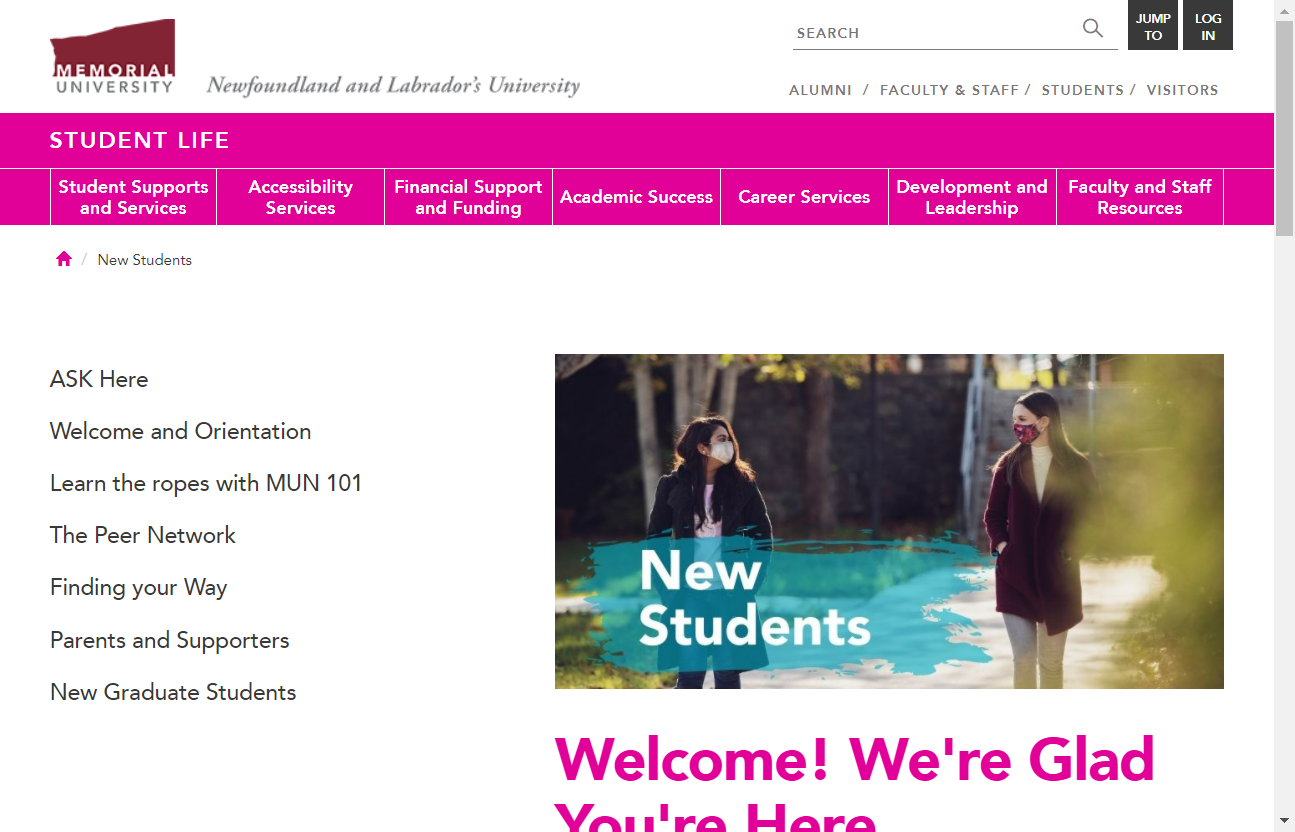 MEMORIAL
UNIVERSITY
Newfoundland and Labrador's University
SEARCH
JUMP
TO
LOG
IN
ALUMNI / FACULTY & STAFF / STUDENTS / VISITORS
STUDENT LIFE
Student Supports
and Services
Accessibility
Services
Financial Support
and Funding
Academic Success
Career Services
Development and
Leadership
Faculty and Staff
Resources
/ New Students
ASK Here
Welcome and Orientation
Learn the ropes with MUN 101
The Peer Network
Finding your Way
Parents and Supporters
New Graduate Students
New
Students
Welcome! We're Glad
You're Here